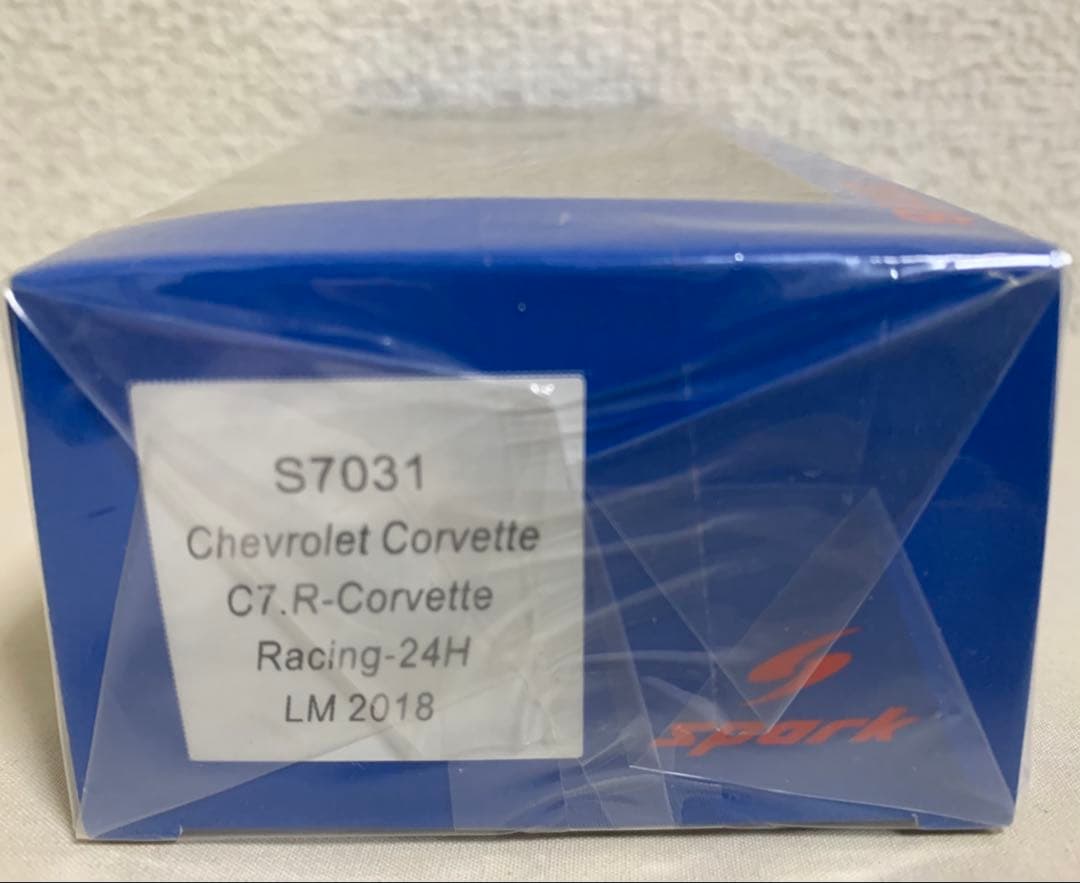 S7031
Chevrolet Corvette
C7.R-Corvette
Racing-24H
LM 2018
spark